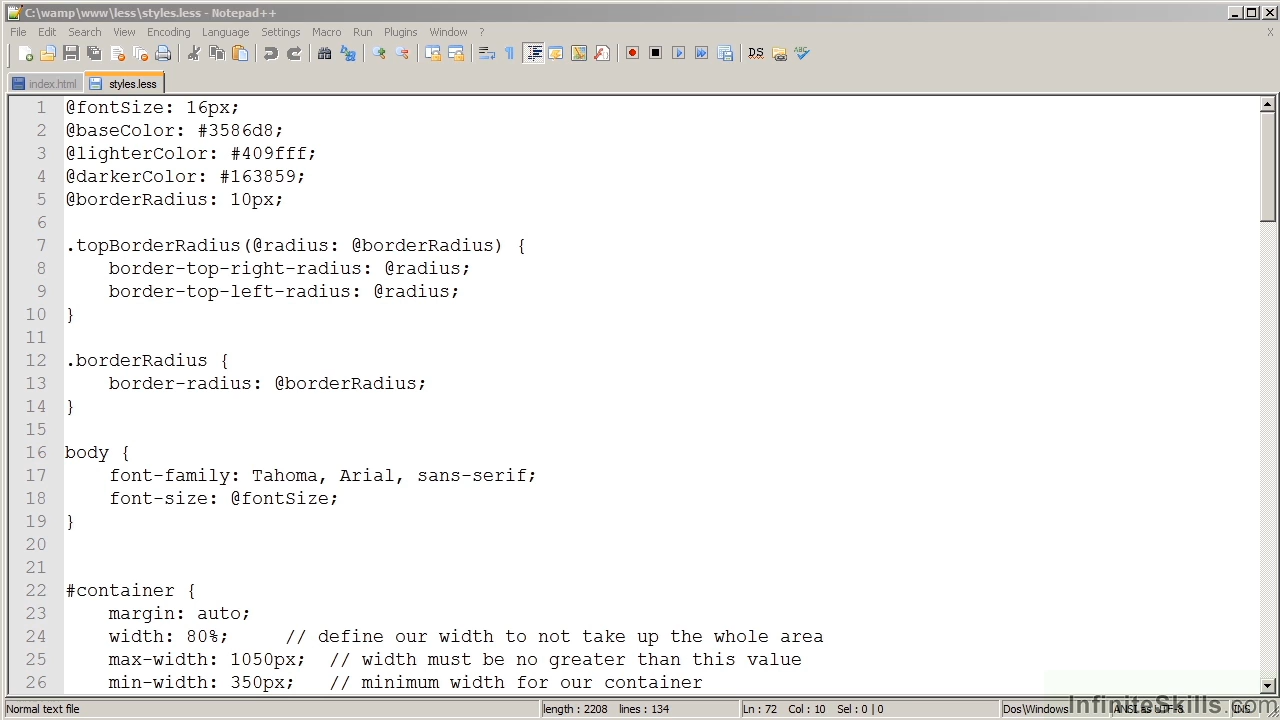 C:\wamp\www\less\styles.less - Notepad++
File Edit Search View Encoding Language Settings Macro Run Plugins Window ? X
index.html styles.less
1 @fontSize: 16px;
2 @baseColor: #3586d8;
3 @lighterColor: #409fff;
4 @darkerColor: #163859;
5 @borderRadius: 10px;
6
7 .topBorderRadius(@radius: @borderRadius) {
8 border-top-right-radius: @radius;
9 border-top-left-radius: @radius;
10 }
11
12 .borderRadius {
13 border-radius: @borderRadius;
14 }
15
16 body {
17 font-family: Tahoma, Arial, sans-serif;
18 font-size: @fontSize;
19 }
20
21
22 #container {
23 margin: auto;
24 width: 80%; // define our width to not take up the whole area
25 max-width: 1050px; // width must be no greater than this value
26 min-width: 350px; // minimum width for our container
Normal text file length : 2208 lines : 134 Ln : 72 Col : 10 Sel : 0 | 0 Dos\Windows ANSI as UTF-8 INS
InfiniteSkills.com